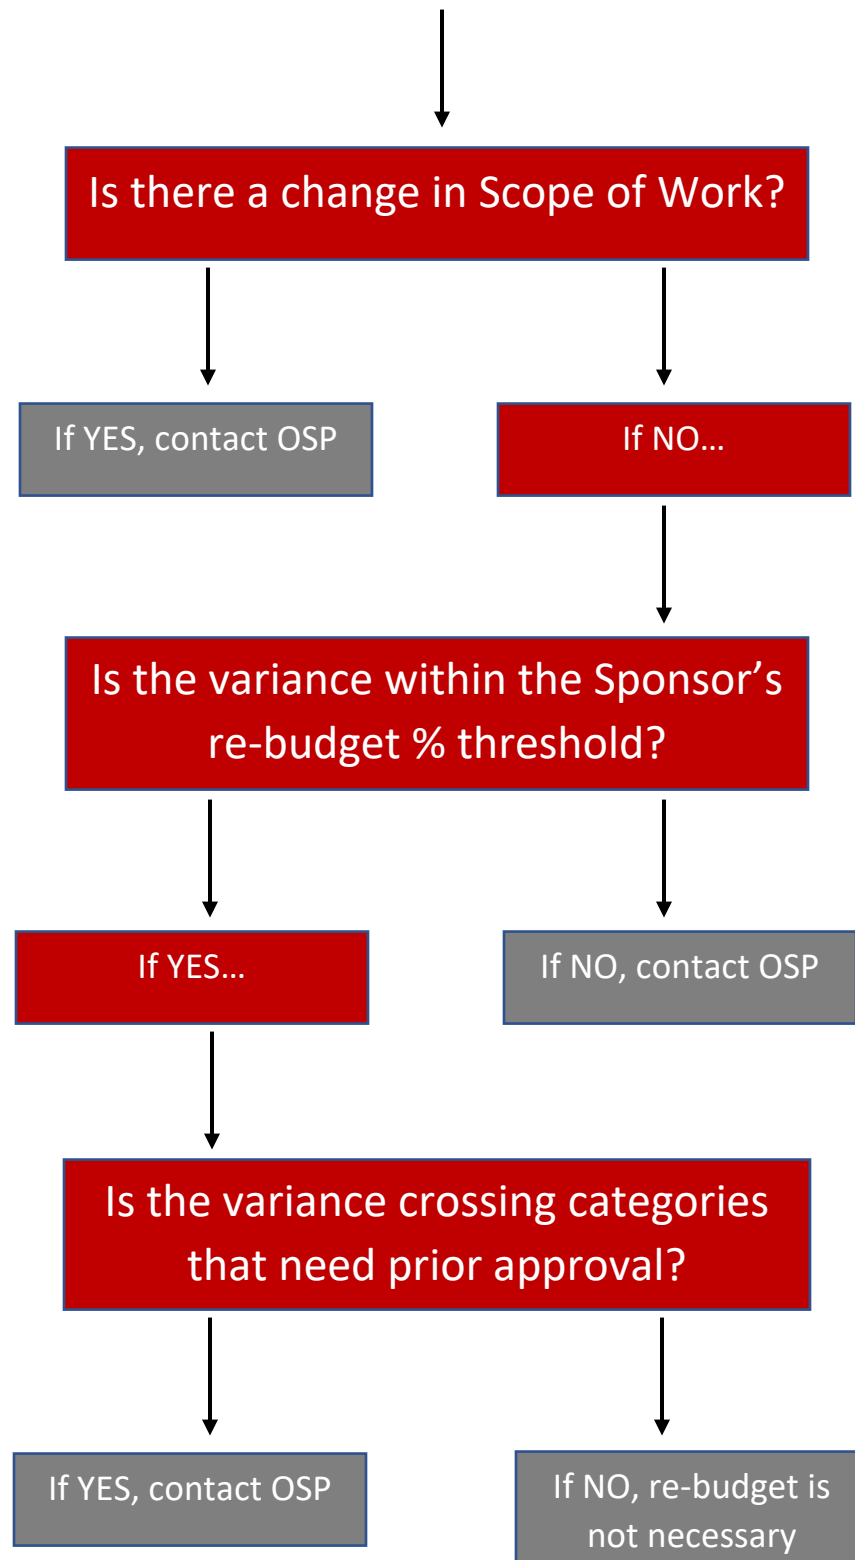 Is there a change in Scope of Work?
If YES, contact OSP
If NO…
Is the variance within the Sponsor’s
re-budget % threshold?
If YES…
If NO, contact OSP
Is the variance crossing categories
that need prior approval?
If YES, contact OSP
If NO, re-budget is
not necessary